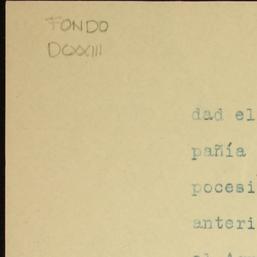 FONDO
DCXXIII
dad el
pañía
pocesi
anteri